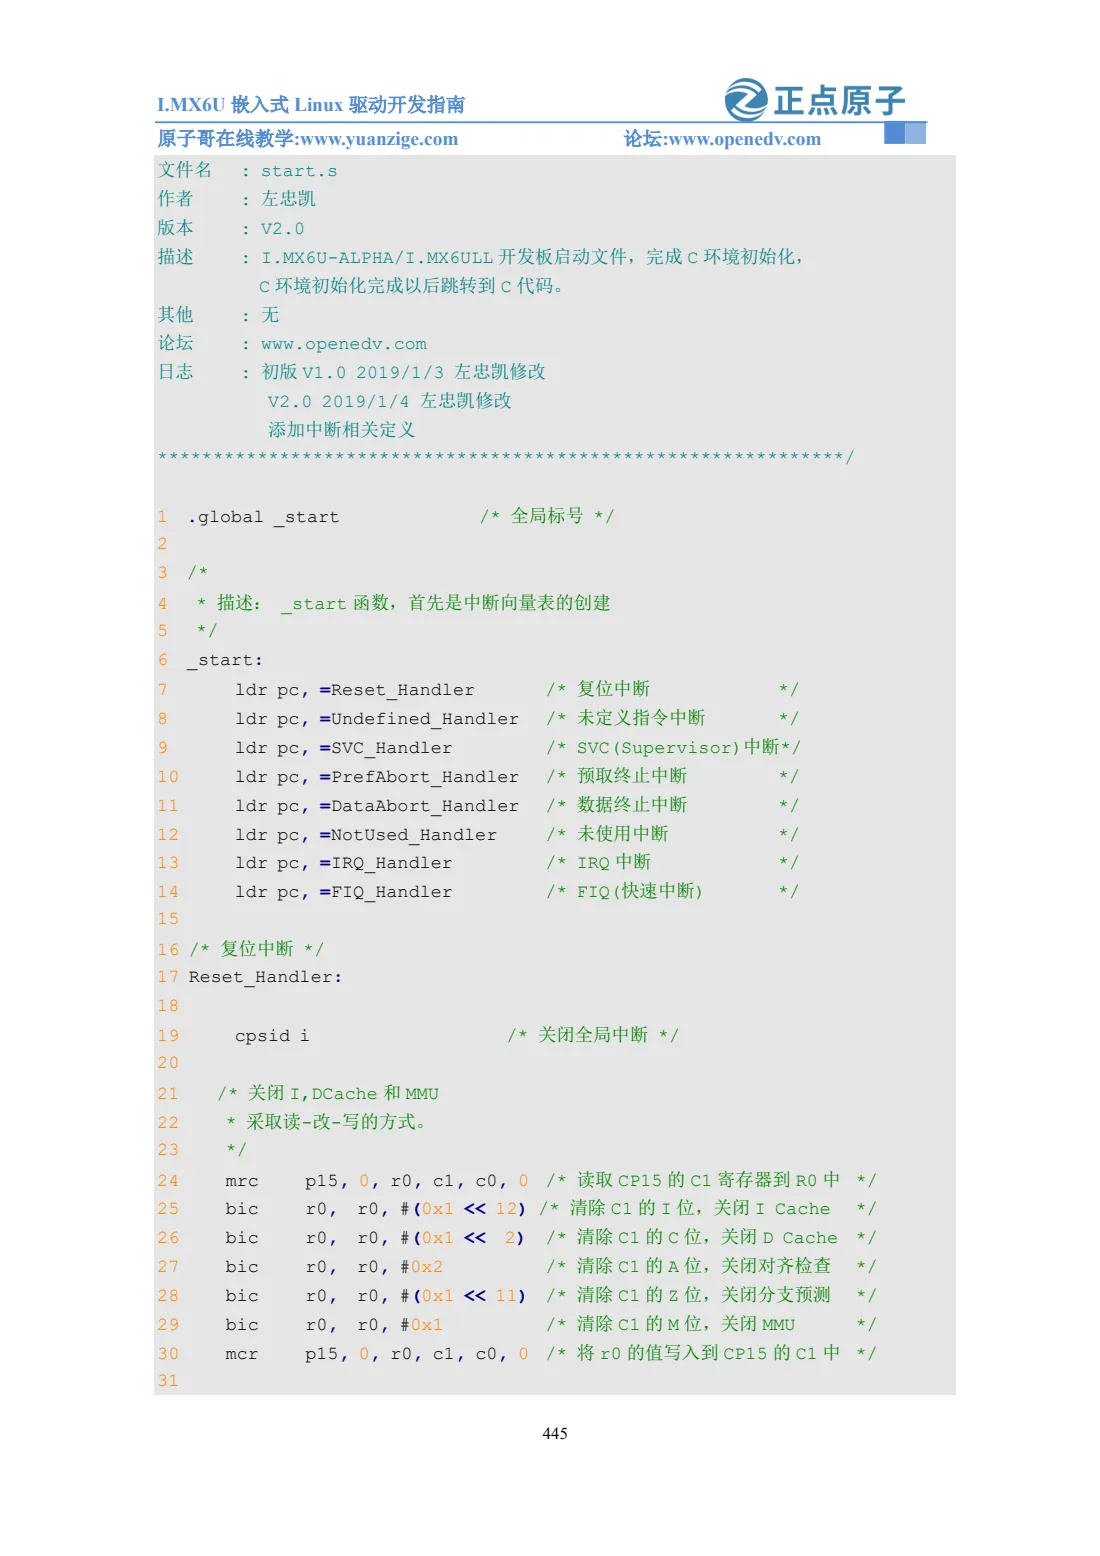 I.MX6U 嵌入式 Linux 驱动开发指南
正点原子
原子哥在线教学:www.yuanzige.com 论坛:www.openedv.com
文件名 : start.s
作者 : 左忠凯
版本 : V2.0
描述 : I.MX6U-ALPHA/I.MX6ULL 开发板启动文件，完成 C 环境初始化，
C 环境初始化完成以后跳转到 C 代码。
其他 : 无
论坛 : www.openedv.com
日志 : 初版 V1.0 2019/1/3 左忠凯修改
V2.0 2019/1/4 左忠凯修改
添加中断相关定义
**************************************************************/
1 .global _start /* 全局标号 */
2
3 /*
4 * 描述： _start 函数，首先是中断向量表的创建
5 */
6 _start:
7 ldr pc, =Reset_Handler /* 复位中断 */
8 ldr pc, =Undefined_Handler /* 未定义指令中断 */
9 ldr pc, =SVC_Handler /* SVC(Supervisor)中断*/
10 ldr pc, =PrefAbort_Handler /* 预取终止中断 */
11 ldr pc, =DataAbort_Handler /* 数据终止中断 */
12 ldr pc, =NotUsed_Handler /* 未使用中断 */
13 ldr pc, =IRQ_Handler /* IRQ 中断 */
14 ldr pc, =FIQ_Handler /* FIQ(快速中断) */
15
16 /* 复位中断 */
17 Reset_Handler:
18
19 cpsid i /* 关闭全局中断 */
20
21 /* 关闭 I,DCache 和 MMU
22 * 采取读-改-写的方式。
23 */
24 mrc p15, 0, r0, c1, c0, 0 /* 读取 CP15 的 C1 寄存器到 R0 中 */
25 bic r0, r0, #(0x1 << 12) /* 清除 C1 的 I 位，关闭 I Cache */
26 bic r0, r0, #(0x1 << 2) /* 清除 C1 的 C 位，关闭 D Cache */
27 bic r0, r0, #0x2 /* 清除 C1 的 A 位，关闭对齐检查 */
28 bic r0, r0, #(0x1 << 11) /* 清除 C1 的 Z 位，关闭分支预测 */
29 bic r0, r0, #0x1 /* 清除 C1 的 M 位，关闭 MMU */
30 mcr p15, 0, r0, c1, c0, 0 /* 将 r0 的值写入到 CP15 的 C1 中 */
31
445